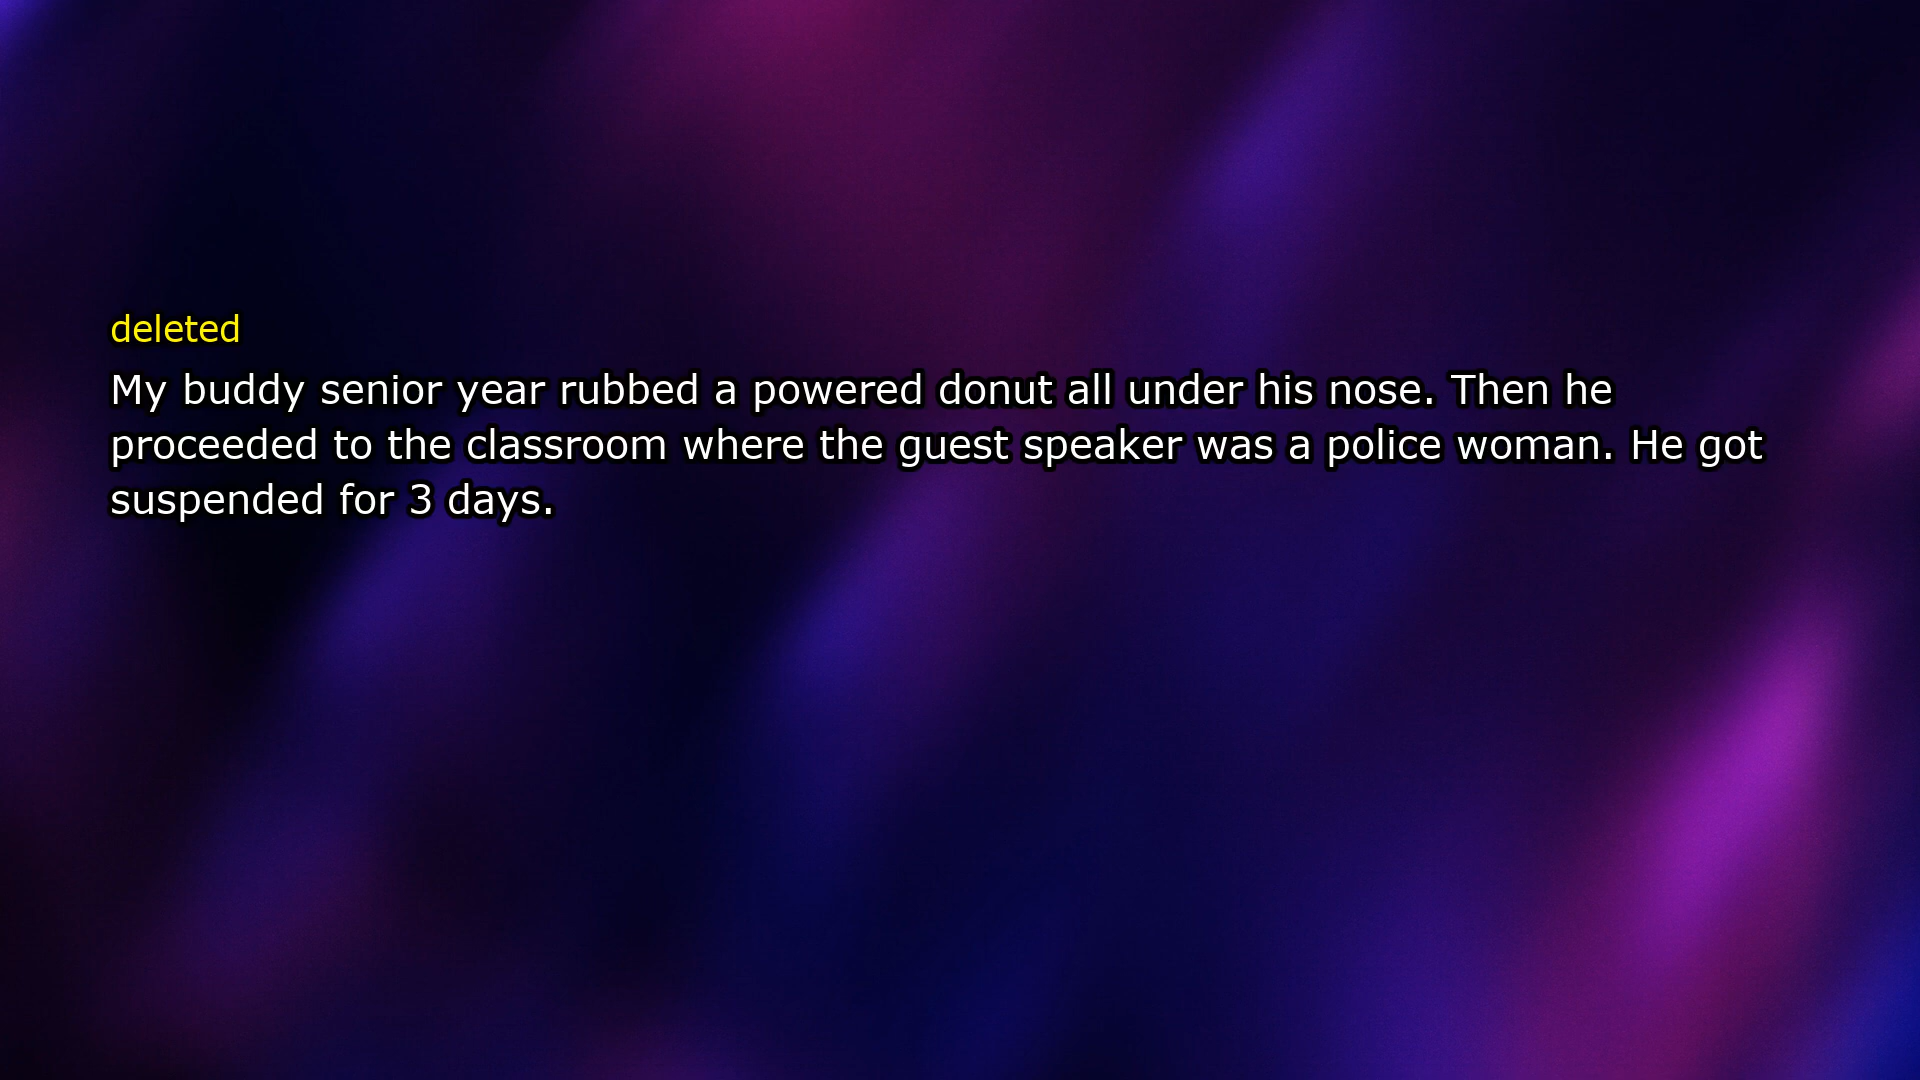 deleted
My buddy senior year rubbed a powered donut all under his nose. Then he
proceeded to the classroom where the guest speaker was a police woman. He got
suspended for 3 days.